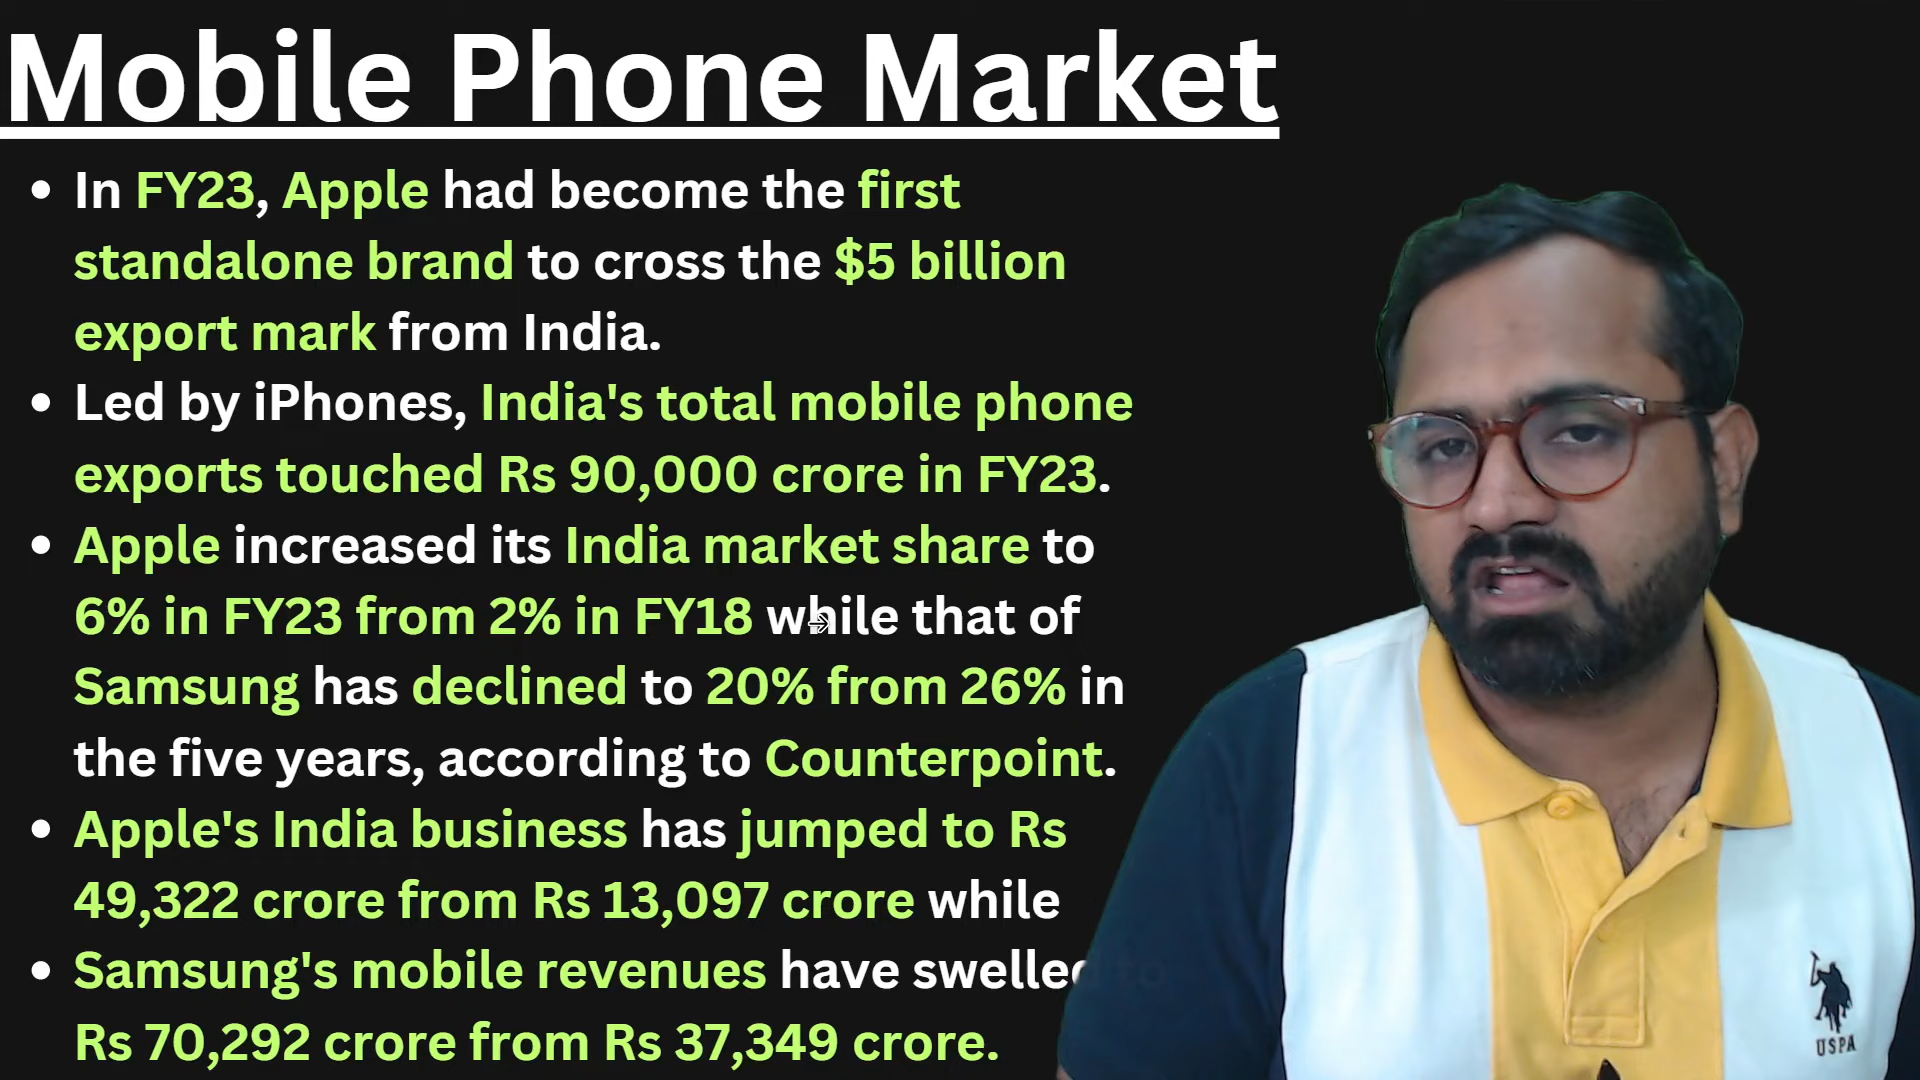 Mobile Phone Market
• In FY23, Apple had become the first
standalone brand to cross the $5 billion
export mark from India.
• Led by iPhones, India's total mobile phone
exports touched Rs 90,000 crore in FY23.
• Apple increased its India market share to
6% in FY23 from 2% in FY18 while that of
Samsung has declined to 20% from 26% in
the five years, according to Counterpoint.
• Apple's India business has jumped to Rs
49,322 crore from Rs 13,097 crore while
• Samsung's mobile revenues have swelled to
Rs 70,292 crore from Rs 37,349 crore.
USPA